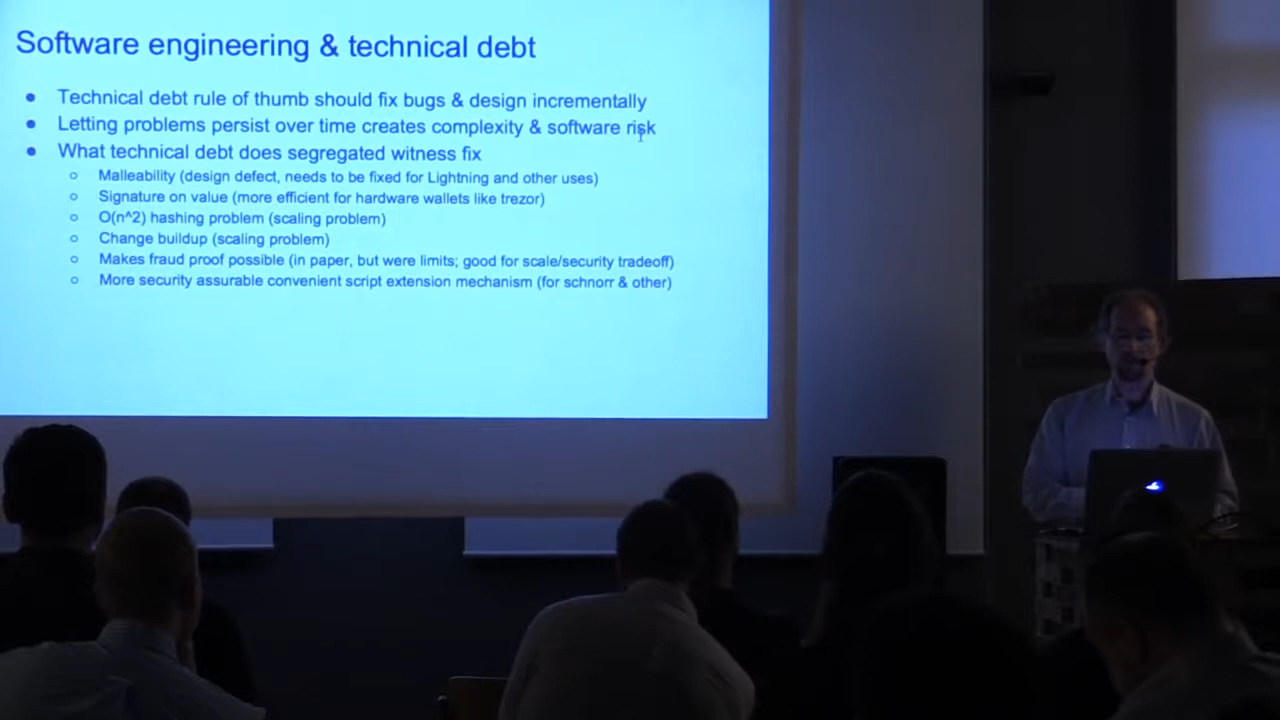 Software engineering & technical debt
● Technical debt rule of thumb should fix bugs & design incrementally
● Letting problems persist over time creates complexity & software risk
● What technical debt does segregated witness fix
○ Malleability (design defect, needs to be fixed for Lightning and other uses)
○ Signature on value (more efficient for hardware wallets like trezor)
○ O(n^2) hashing problem (scaling problem)
○ Change buildup (scaling problem)
○ Makes fraud proof possible (in paper, but were limits; good for scale/security tradeoff)
○ More security assurable convenient script extension mechanism (for schnorr & other)